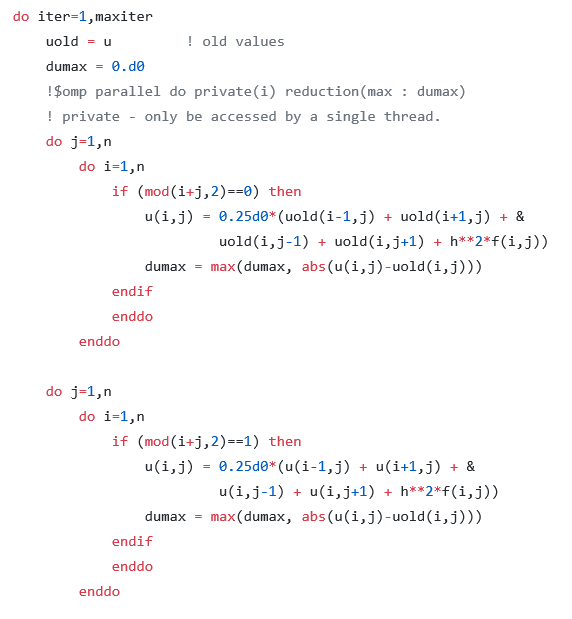 do iter=1,maxiter
    uold = u         ! old values
    dumax = 0.d0
    !$omp parallel do private(i) reduction(max : dumax)
    ! private - only be accessed by a single thread.
    do j=1,n
        do i=1,n
            if (mod(i+j,2)==0) then
                u(i,j) = 0.25d0*(uold(i-1,j) + uold(i+1,j) + &
                         uold(i,j-1) + uold(i,j+1) + h**2*f(i,j))
                dumax = max(dumax, abs(u(i,j)-uold(i,j)))
            endif
            enddo
        enddo

    do j=1,n
        do i=1,n
            if (mod(i+j,2)==1) then
                u(i,j) = 0.25d0*(u(i-1,j) + u(i+1,j) + &
                         u(i,j-1) + u(i,j+1) + h**2*f(i,j))
                dumax = max(dumax, abs(u(i,j)-uold(i,j)))
            endif
            enddo
        enddo